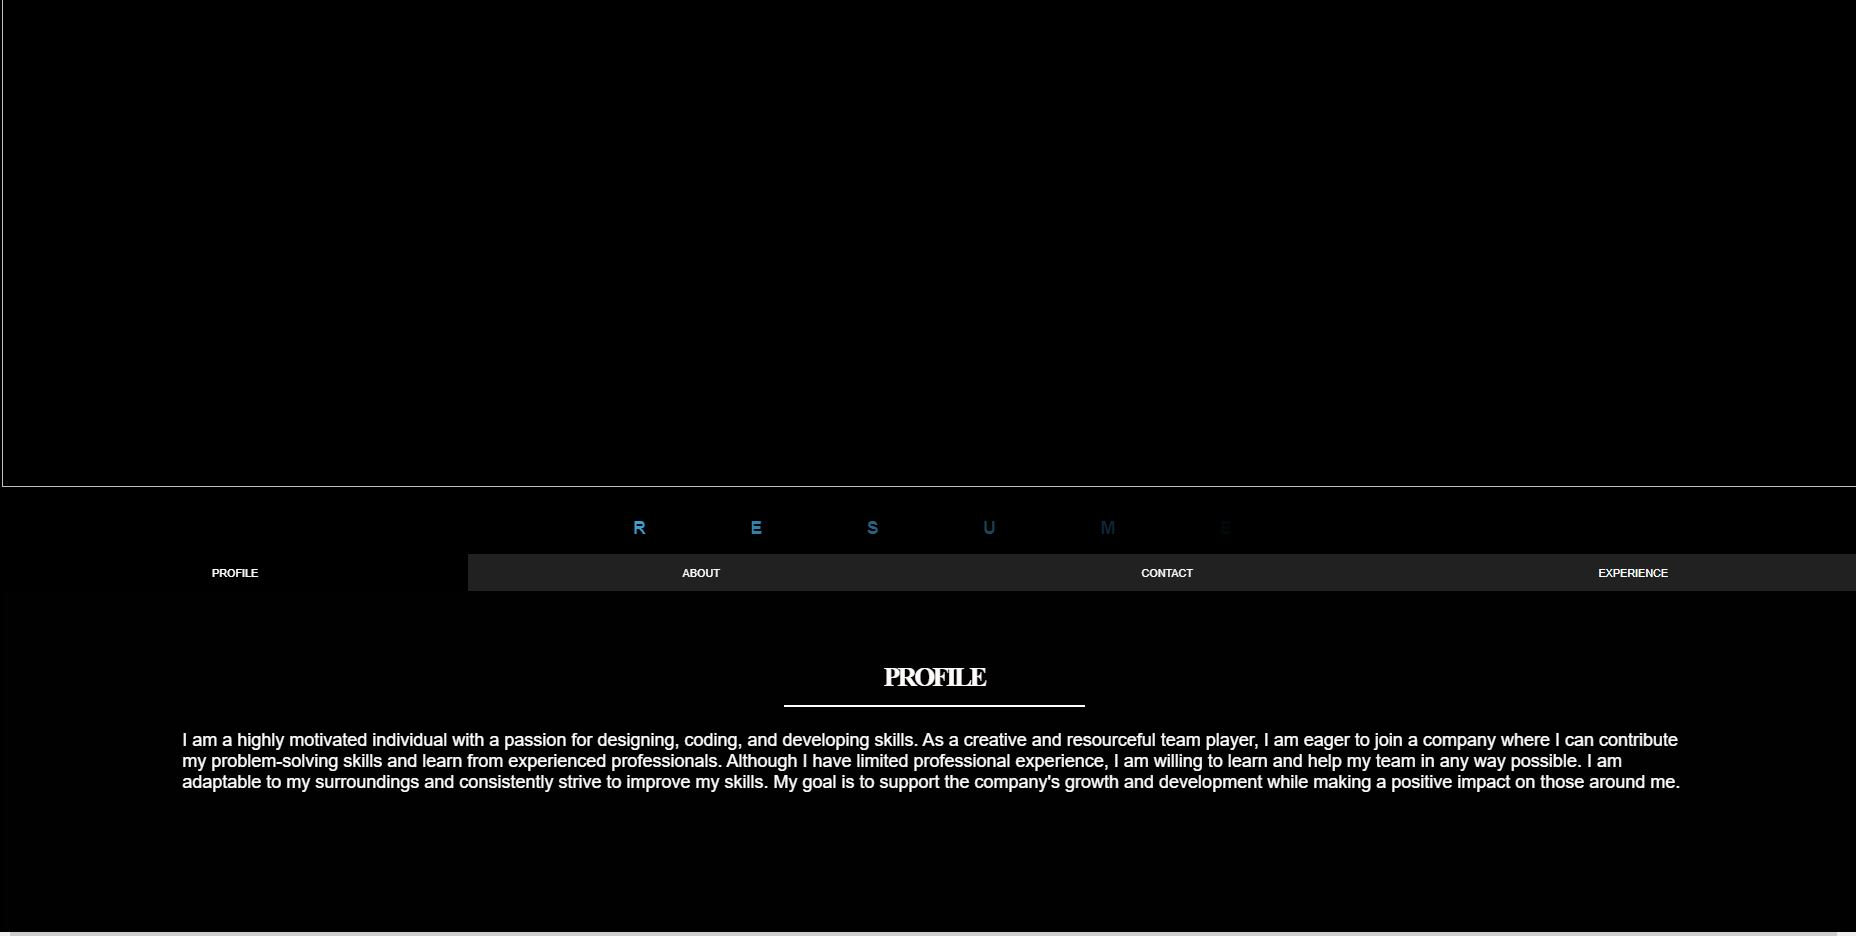 R E S U M E
PROFILE ABOUT CONTACT EXPERIENCE
PROFILE
I am a highly motivated individual with a passion for designing, coding, and developing skills. As a creative and resourceful team player, I am eager to join a company where I can contribute
my problem-solving skills and learn from experienced professionals. Although I have limited professional experience, I am willing to learn and help my team in any way possible. I am
adaptable to my surroundings and consistently strive to improve my skills. My goal is to support the company's growth and development while making a positive impact on those around me.